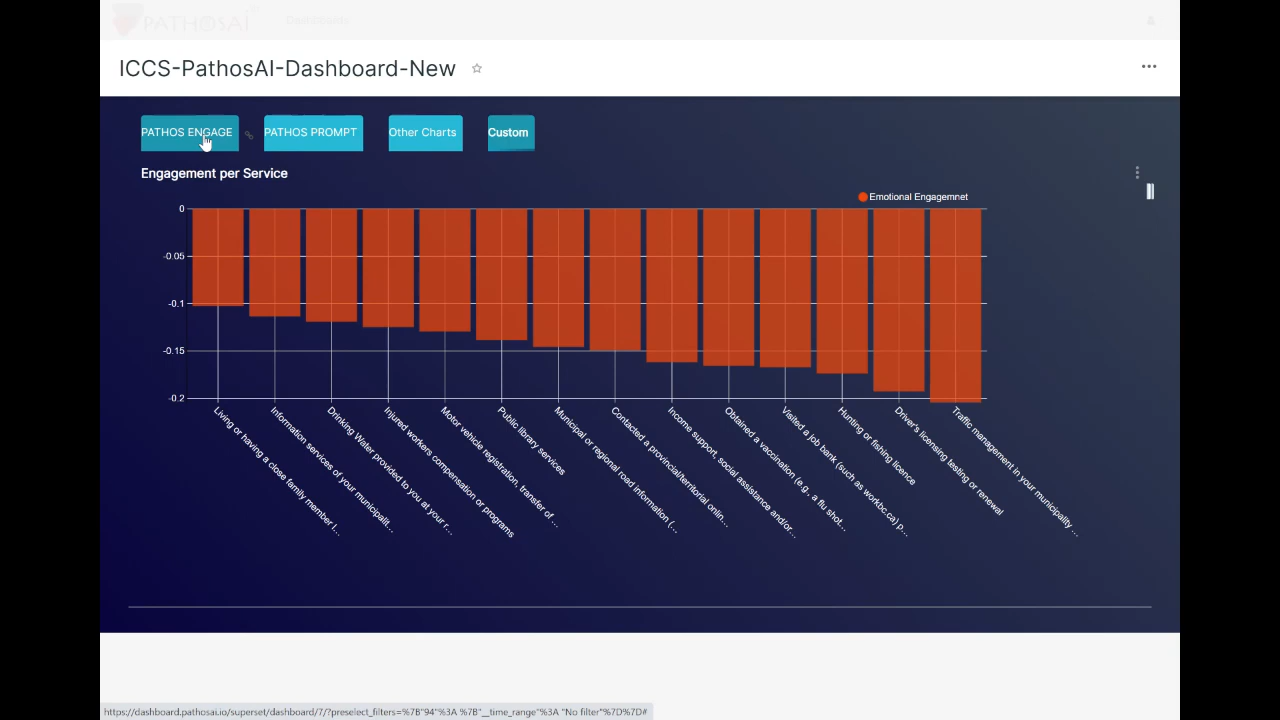 PATHOSAI
Dashboards
ICCS-PathosAI-Dashboard-New
PATHOS ENGAGE
PATHOS PROMPT
Other Charts
Custom
Engagement per Service
Emotional Engagemnet
0
-0.05
-0.1
-0.15
-0.2
Living or having a close family member l...
Information services of your municipalit...
Drinking Water provided to you at your r...
Injured workers compensation or programs
Motor vehicle registration, transfer of ...
Public library services
Municipal or regional road information (...
Contacted a provincial/territorial onlin...
Income support, social assistance and/or...
Obtained a vaccination (e.g., a flu shot...
Visited a job bank (such as workbc.ca) p...
Hunting or fishing licence
Driver's licensing testing or renewal
Traffic management in your municipality ...
https://dashboard.pathosai.io/superset/dashboard/7/?preselect_filters=%7B"94"%3A %7B"__time_range"%3A "No filter"%7D%7D#